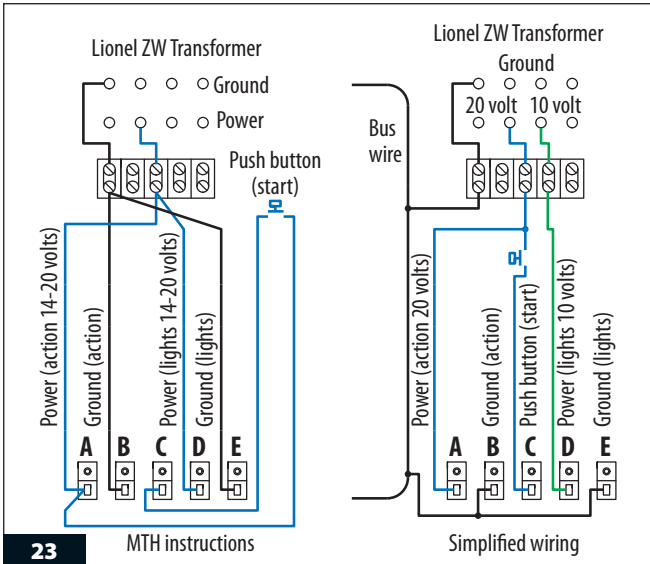 Lionel ZW Transformer
Ground
Power
Push button
(start)
Power (action 14-20 volts)
Ground (action)
Power (lights 14-20 volts)
Ground (lights)
A
B
C
D
E
23
MTH instructions
Lionel ZW Transformer
Ground
20 volt
10 volt
Bus
wire
Power (action 20 volts)
Ground (action)
Push button (start)
Power (lights 10 volts)
Ground (lights)
A
B
C
D
E
Simplified wiring